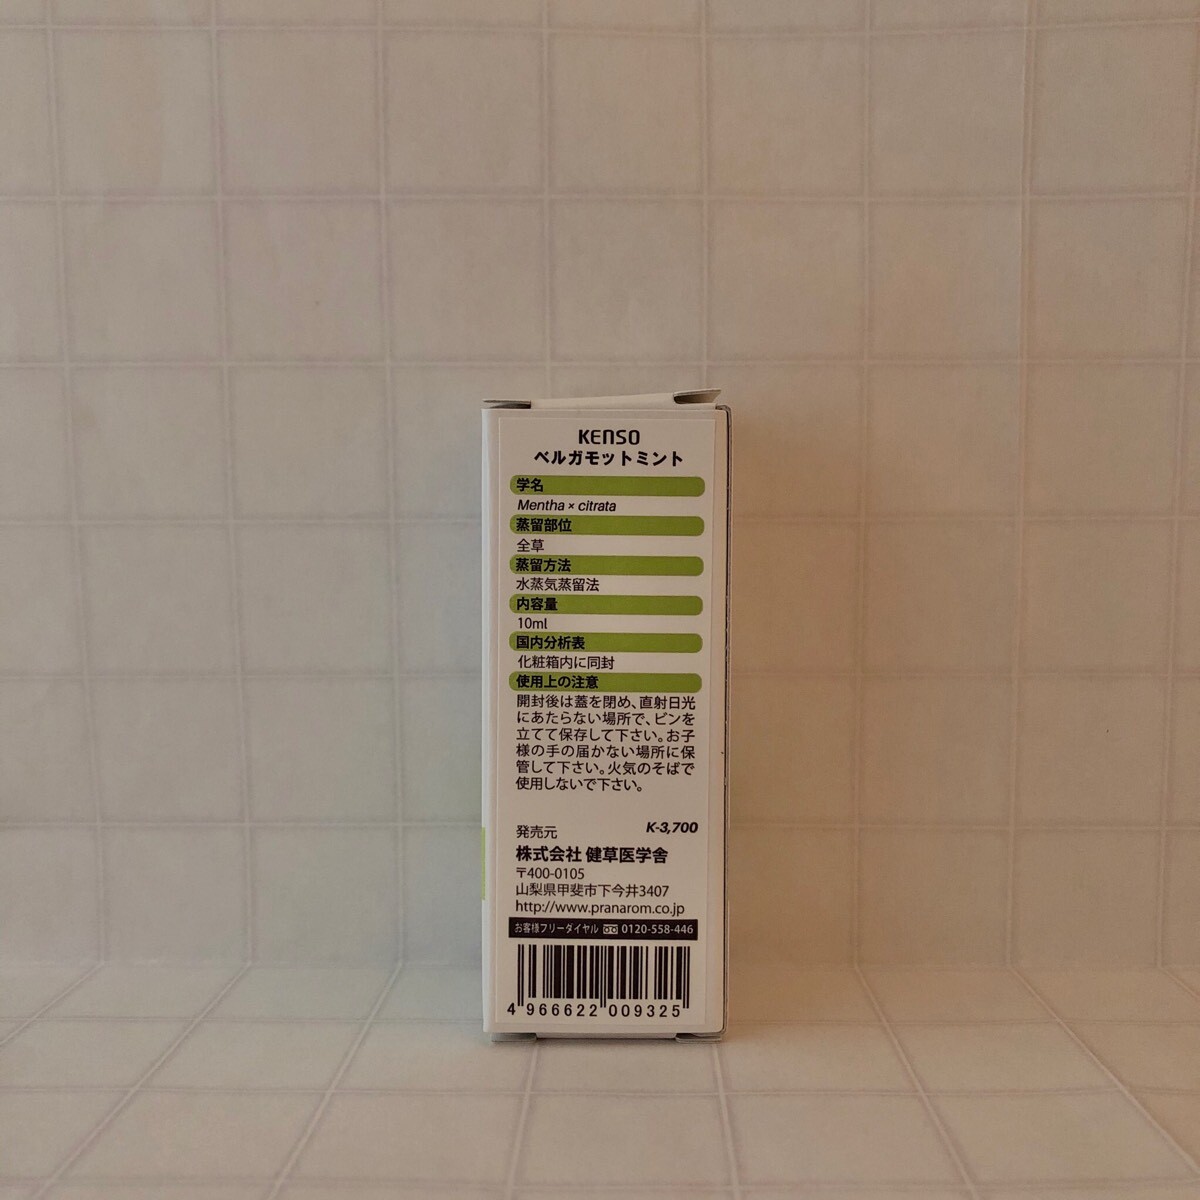 KENSO
ベルガモットミント
学名
Mentha × citrata
蒸留部位
全草
蒸留方法
水蒸気蒸留法
内容量
10ml
国内分析表
化粧箱内に同封
使用上の注意
開封後は蓋を閉め、直射日光
にあたらない場所で、ビンを
立てて保存して下さい。お子
様の手の届かない場所に保
管して下さい。火気のそばで
使用しないで下さい。
K-3,700
発売元
株式会社 健草医学舎
〒400-0105
山梨県甲斐市下今井3407
http://www.pranarom.co.jp
お客様フリーダイヤル 0120-558-446
4 966622 009325